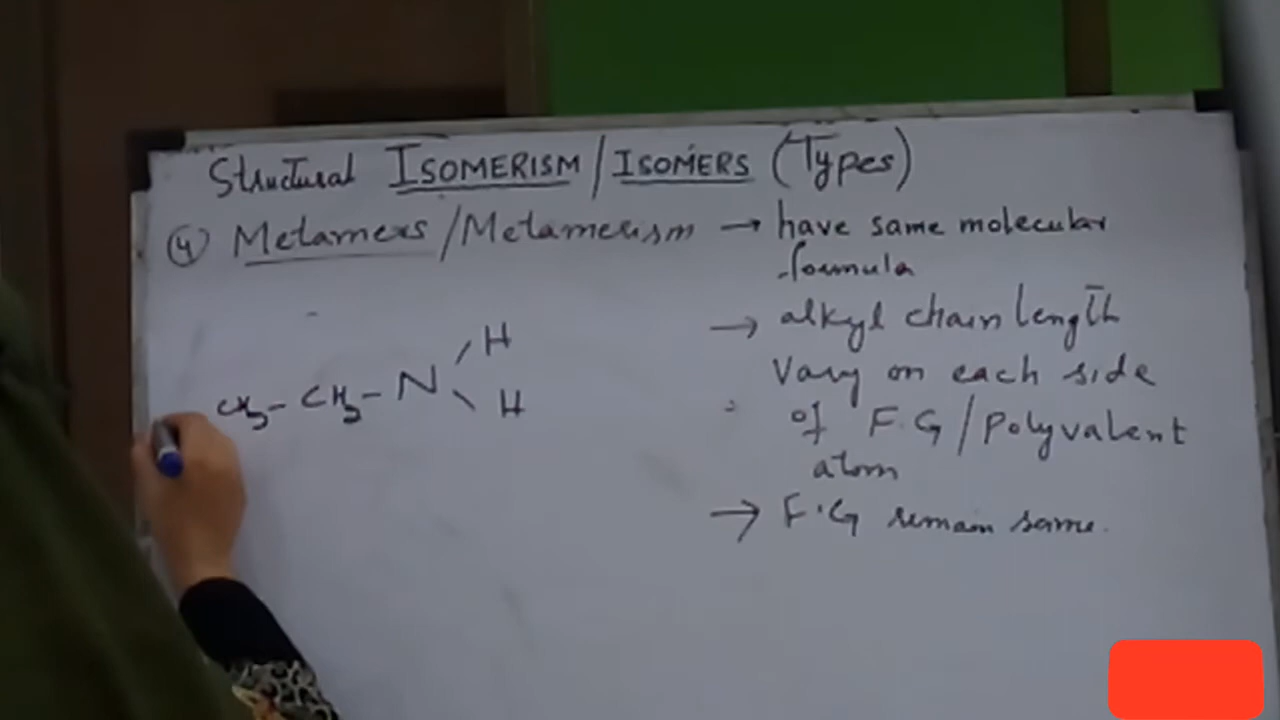 Structural ISOMERISM/ISOMERS (Types)
④ Metamers/Metamerism → have same molecular
formula
→ alkyl chain length
Vary on each side
of F.G/Polyvalent
atom
→ F.G remain same.
H
CH3-CH2-N
H